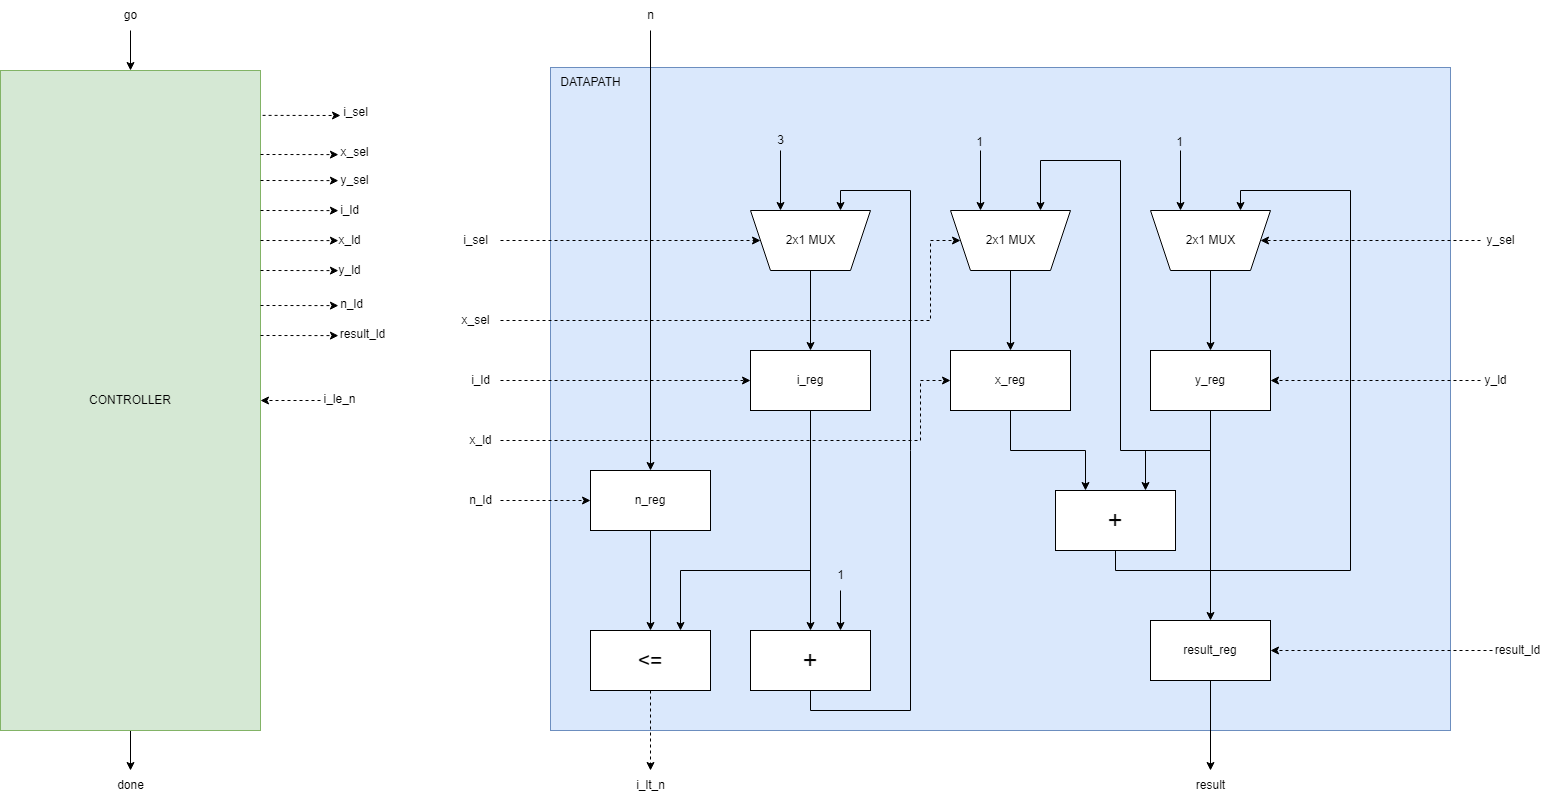 go
n
DATAPATH
i_sel
x_sel
y_sel
i_ld
x_ld
y_ld
n_ld
result_ld
CONTROLLER
i_le_n
done
3
1
1
i_sel
2x1 MUX
2x1 MUX
2x1 MUX
y_sel
x_sel
i_ld
i_reg
x_reg
y_reg
y_ld
x_ld
n_ld
n_reg
+
1
<=
+
result_reg
result_ld
i_lt_n
result